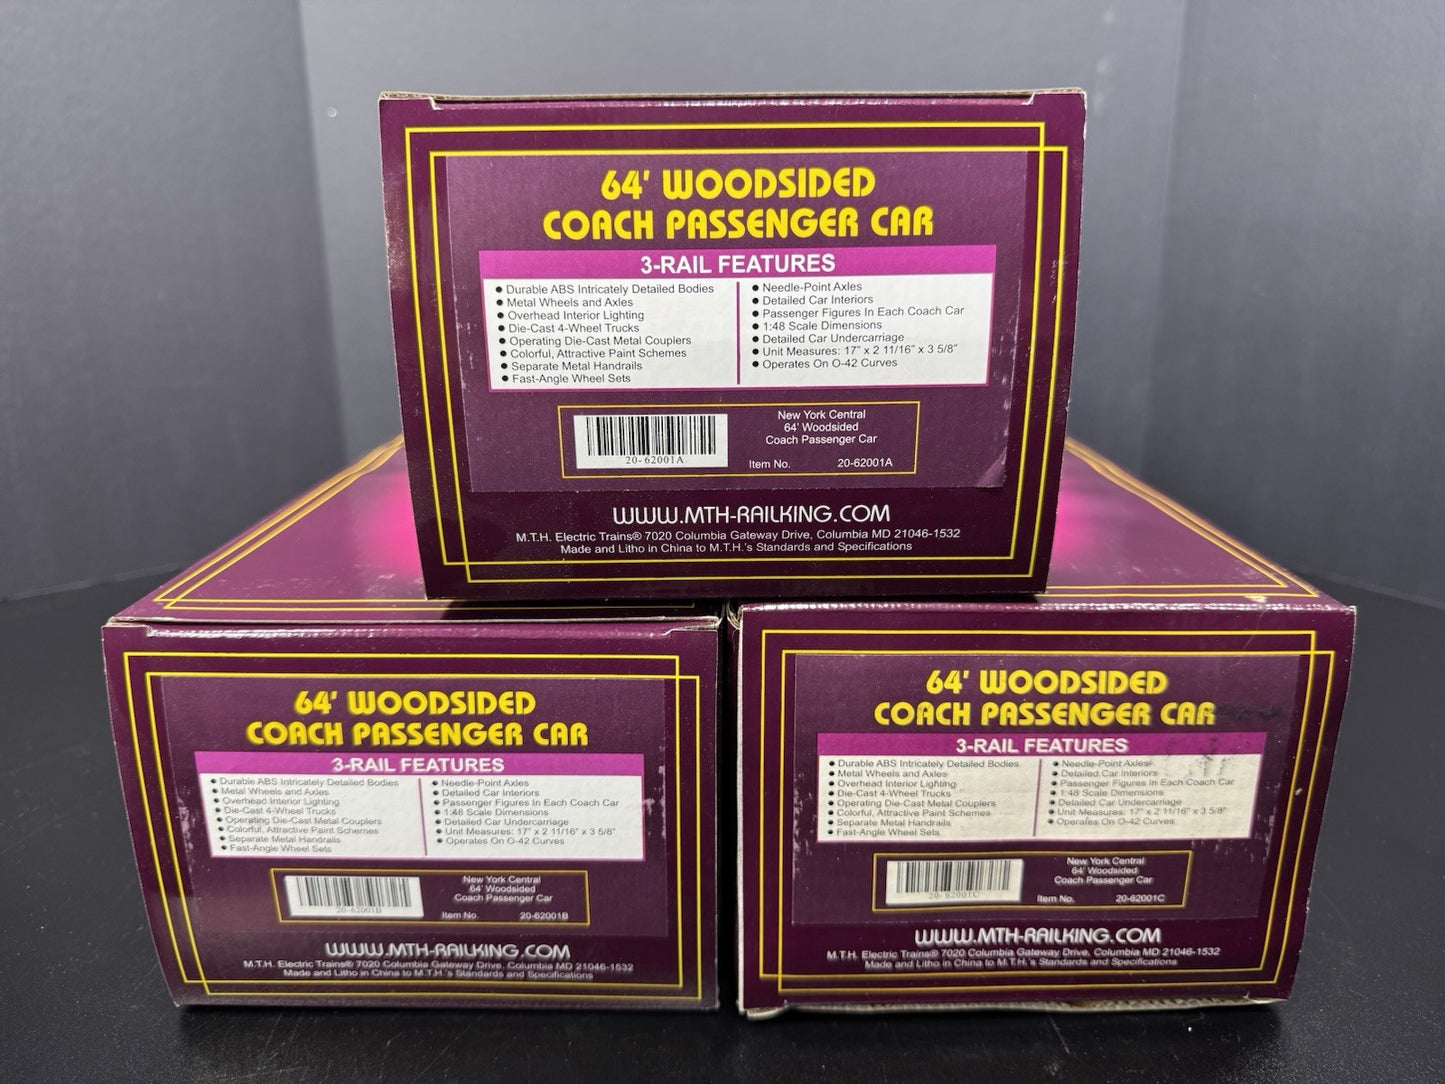 64' WOODSIDED
COACH PASSENGER CAR
3-RAIL FEATURES
● Durable ABS Intricately Detailed Bodies
● Metal Wheels and Axles
● Overhead Interior Lighting
● Die-Cast 4-Wheel Trucks
● Operating Die-Cast Metal Couplers
● Colorful, Attractive Paint Schemes
● Separate Metal Handrails
● Fast-Angle Wheel Sets
● Needle-Point Axles
● Detailed Car Interiors
● Passenger Figures In Each Coach Car
● 1:48 Scale Dimensions
● Detailed Car Undercarriage
● Unit Measures: 17" x 2 11/16" x 3 5/8"
● Operates On O-42 Curves
20-62001A
New York Central
64' Woodsided
Coach Passenger Car
Item No. 20-62001A
WWW.MTH-RAILKING.COM
M.T.H. Electric Trains® 7020 Columbia Gateway Drive, Columbia MD 21046-1532
Made and Litho in China to M.T.H.'s Standards and Specifications
64' WOODSIDED
COACH PASSENGER CAR
3-RAIL FEATURES
● Durable ABS Intricately Detailed Bodies
● Metal Wheels and Axles
● Overhead Interior Lighting
● Die-Cast 4-Wheel Trucks
● Operating Die-Cast Metal Couplers
● Colorful, Attractive Paint Schemes
● Separate Metal Handrails
● Fast-Angle Wheel Sets
● Needle-Point Axles
● Detailed Car Interiors
● Passenger Figures In Each Coach Car
● 1:48 Scale Dimensions
● Detailed Car Undercarriage
● Unit Measures: 17" x 2 11/16" x 3 5/8"
● Operates On O-42 Curves
20-62001B
New York Central
64' Woodsided
Coach Passenger Car
Item No. 20-62001B
WWW.MTH-RAILKING.COM
M.T.H. Electric Trains® 7020 Columbia Gateway Drive, Columbia MD 21046-1532
Made and Litho in China to M.T.H.'s Standards and Specifications
64' WOODSIDED
COACH PASSENGER CAR
3-RAIL FEATURES
● Durable ABS Intricately Detailed Bodies
● Metal Wheels and Axles
● Overhead Interior Lighting
● Die-Cast 4-Wheel Trucks
● Operating Die-Cast Metal Couplers
● Colorful, Attractive Paint Schemes
● Separate Metal Handrails
● Fast-Angle Wheel Sets
● Needle-Point Axles
● Detailed Car Interiors
● Passenger Figures In Each Coach Car
● 1:48 Scale Dimensions
● Detailed Car Undercarriage
● Unit Measures: 17" x 2 11/16" x 3 5/8"
● Operates On O-42 Curves
20-62001C
New York Central
64' Woodsided
Coach Passenger Car
Item No. 20-62001C
WWW.MTH-RAILKING.COM
M.T.H. Electric Trains® 7020 Columbia Gateway Drive, Columbia MD 21046-1532
Made and Litho in China to M.T.H.'s Standards and Specifications